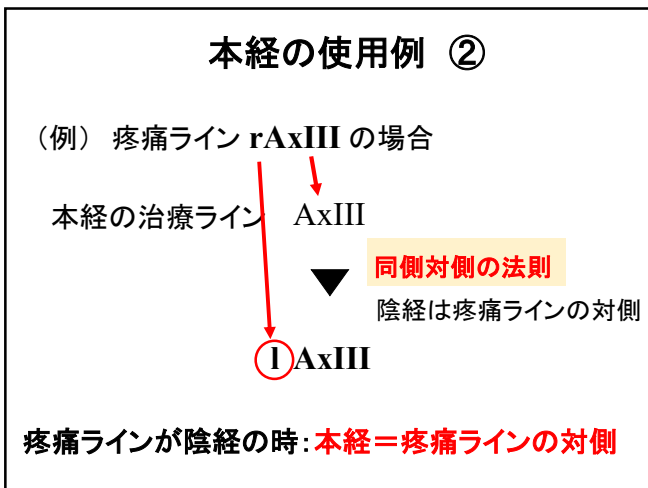 本経の使用例 ②
（例） 疼痛ライン rAxIII の場合
本経の治療ライン AxIII
同側対側の法則
陰経は疼痛ラインの対側
l AxIII
疼痛ラインが陰経の時：本経＝疼痛ラインの対側